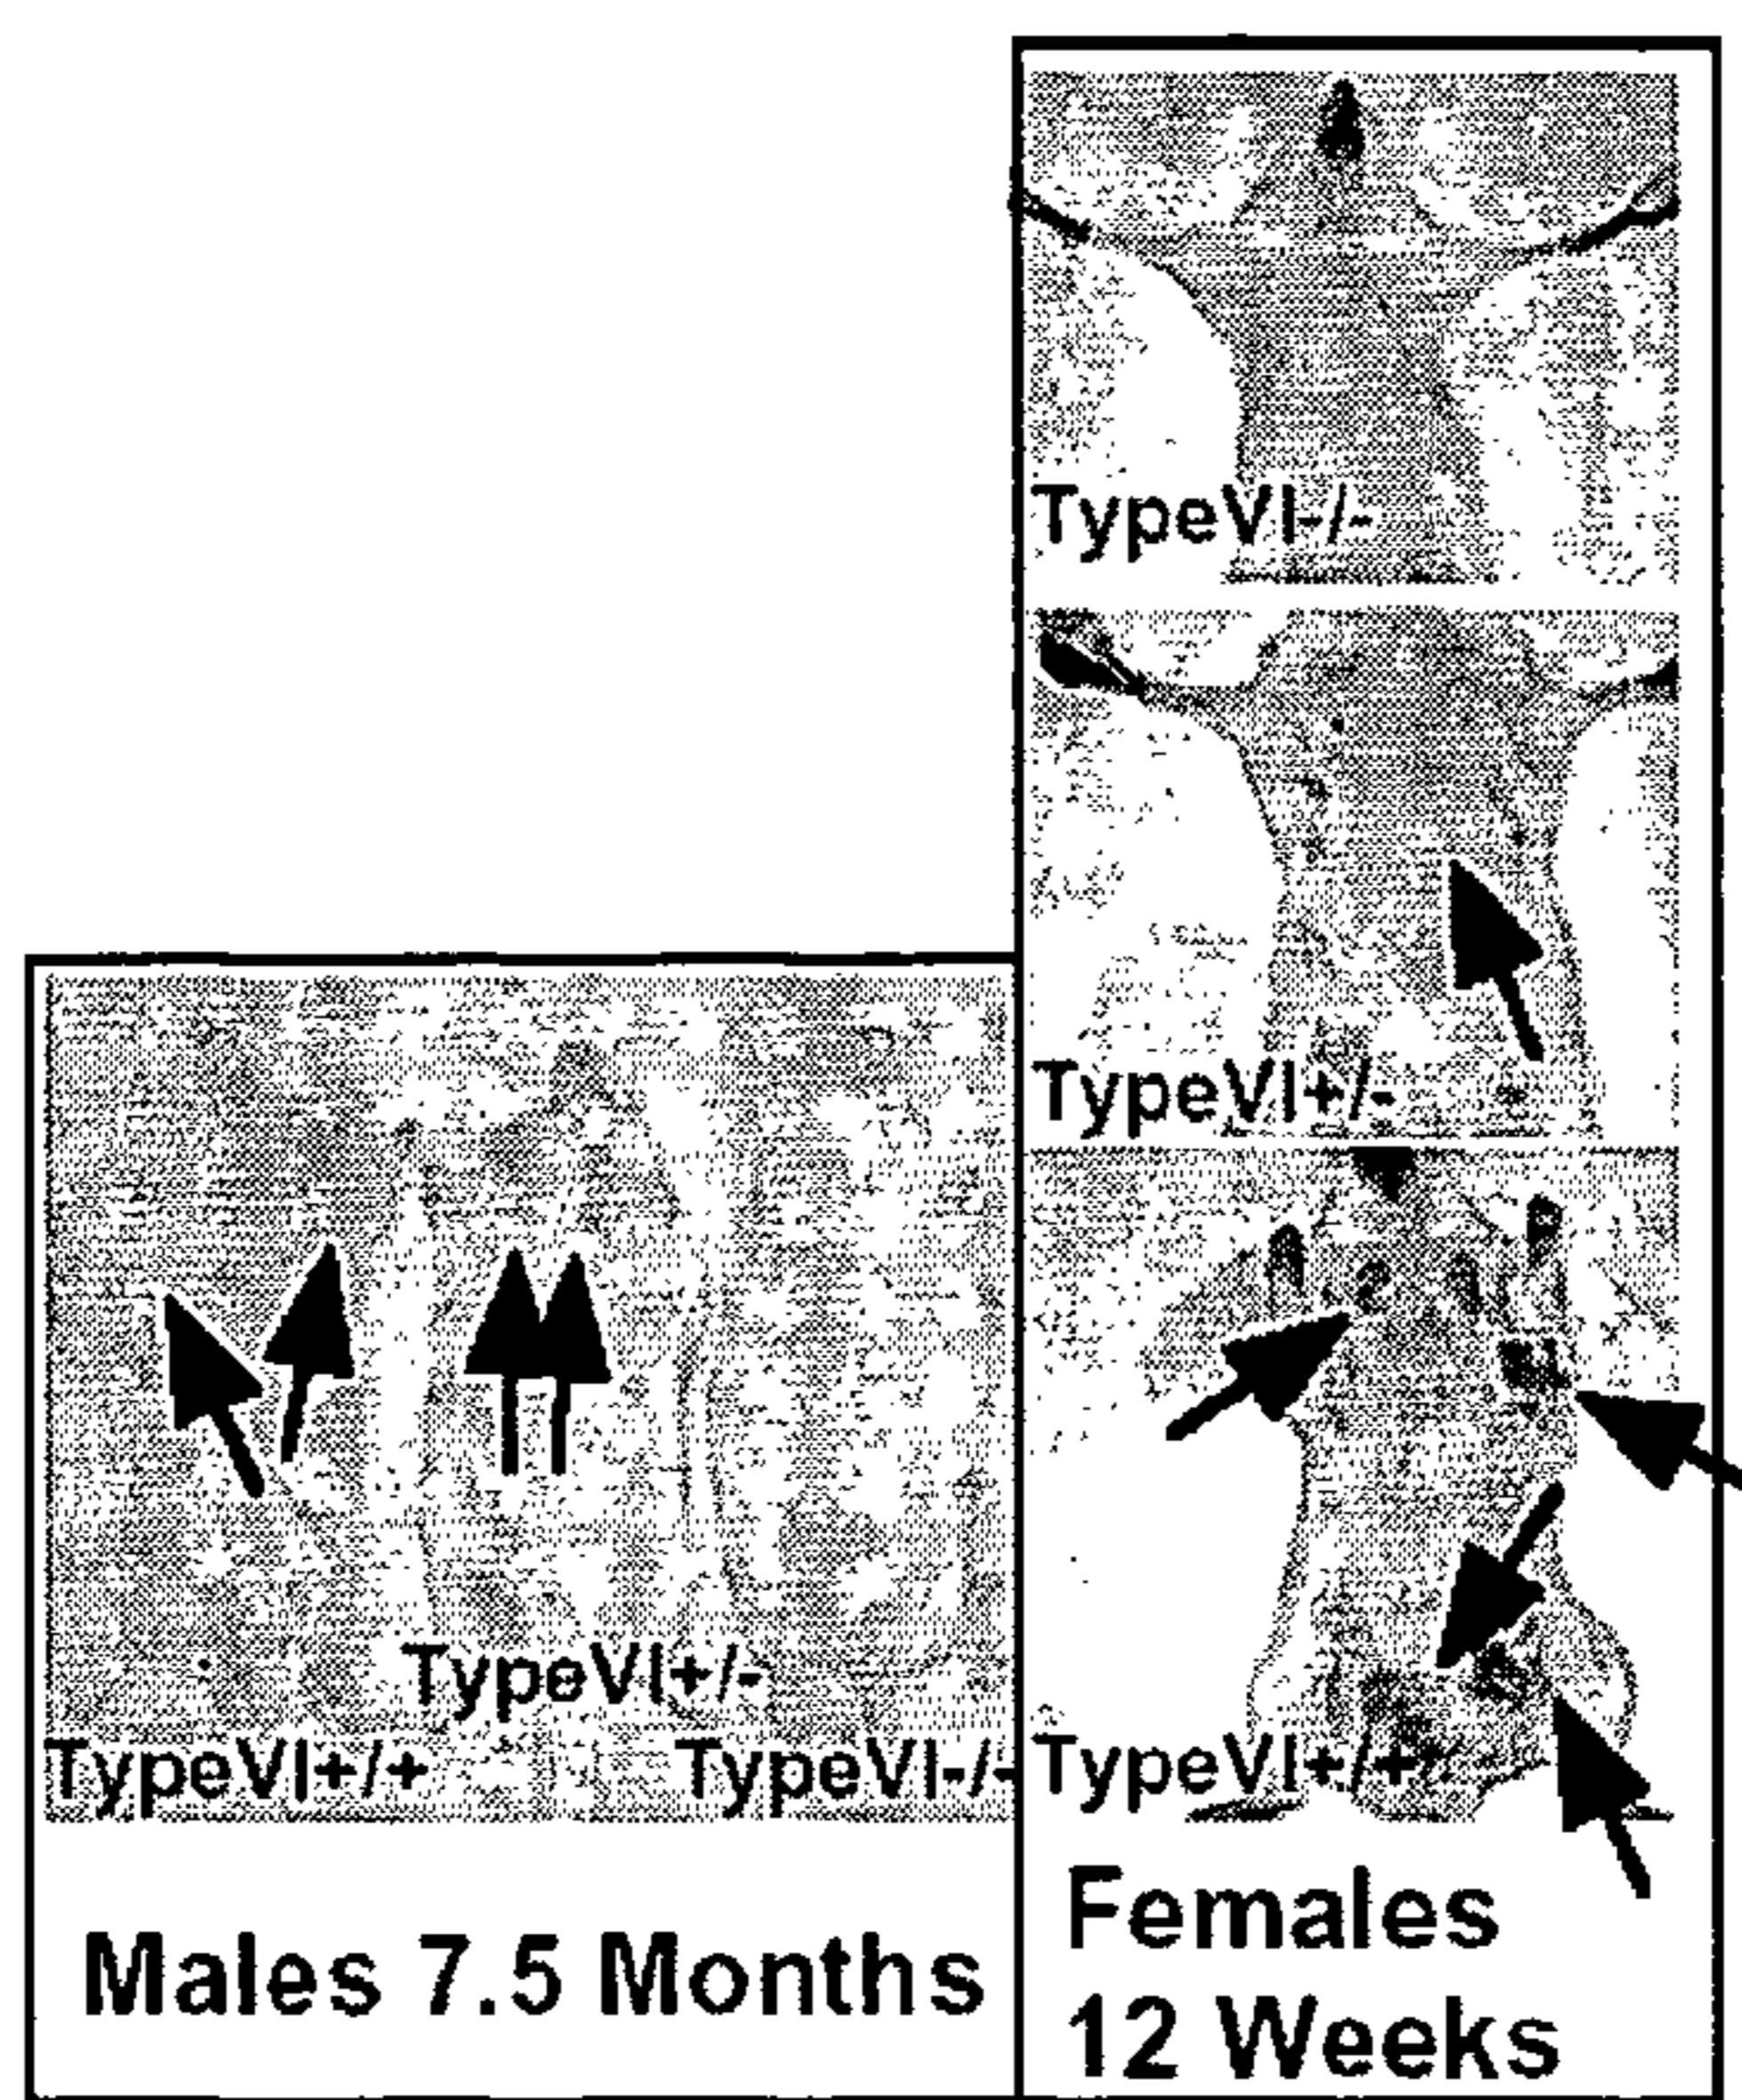 TypeVI-/-
TypeVI+/-
TypeVI+/+
TypeVI+/-
TypeVI-/-
TypeVI+/+
Males 7.5 Months
Females
12 Weeks